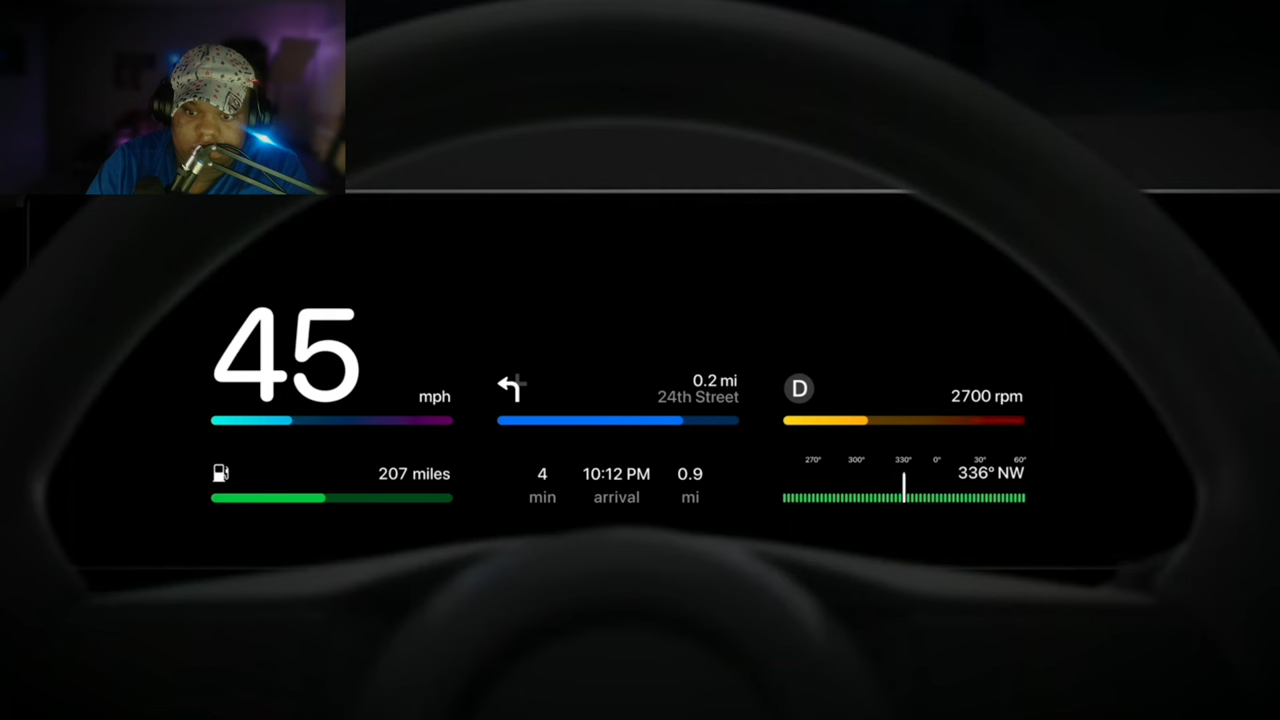 45
mph
0.2 mi
24th Street
D
2700 rpm
207 miles
4 10:12 PM 0.9
min arrival mi
270° 300° 330° 0° 30° 60°
336° NW